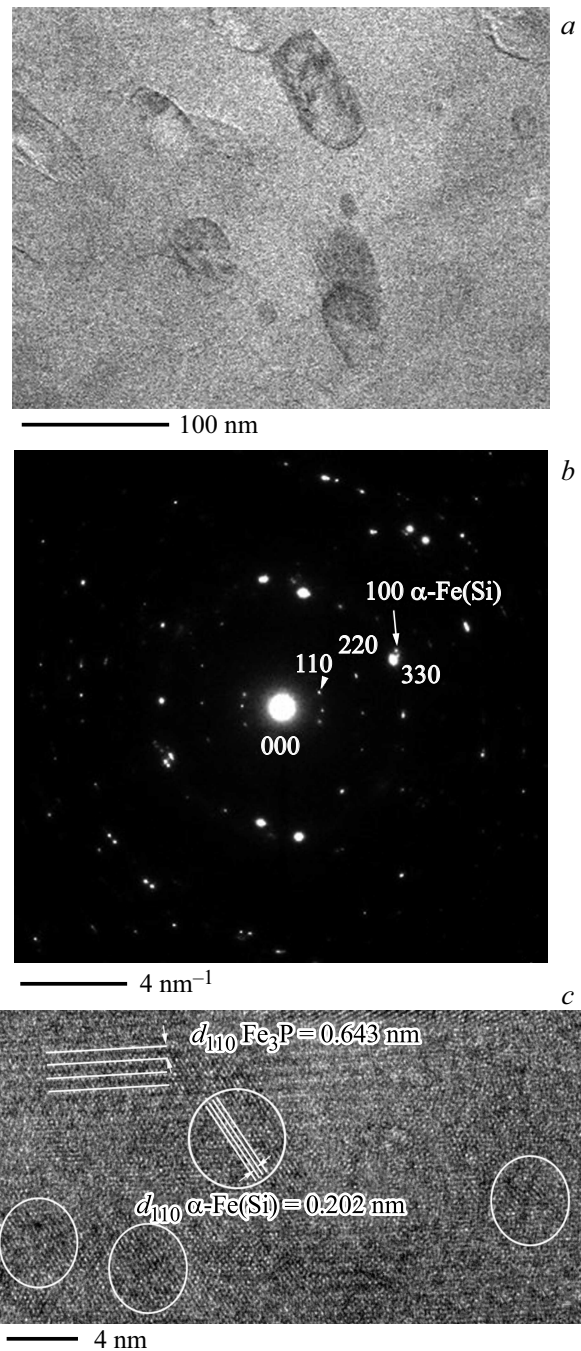 a
100 nm
b
100 α-Fe(Si)
220
110
330
000
4 nm⁻¹
c
d₁₁₀ Fe₃P = 0.643 nm
d₁₁₀ α-Fe(Si) = 0.202 nm
4 nm